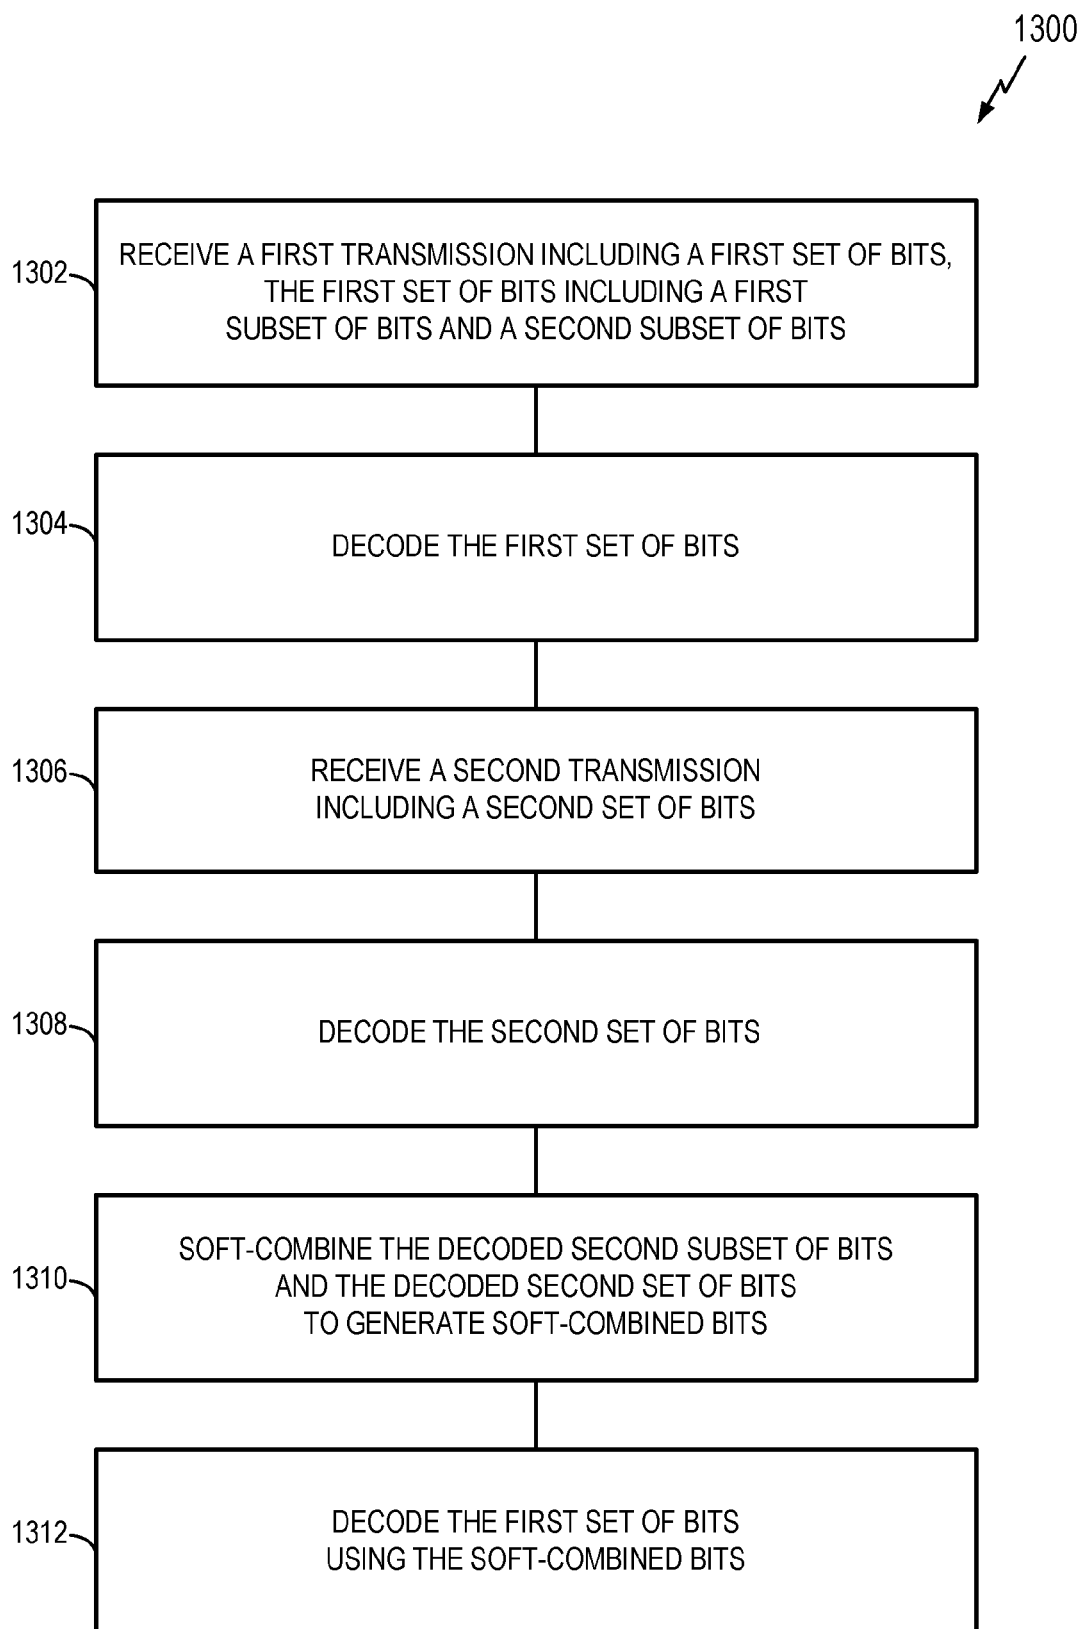 1300
1302
RECEIVE A FIRST TRANSMISSION INCLUDING A FIRST SET OF BITS,
THE FIRST SET OF BITS INCLUDING A FIRST
SUBSET OF BITS AND A SECOND SUBSET OF BITS
1304
DECODE THE FIRST SET OF BITS
1306
RECEIVE A SECOND TRANSMISSION
INCLUDING A SECOND SET OF BITS
1308
DECODE THE SECOND SET OF BITS
1310
SOFT-COMBINE THE DECODED SECOND SUBSET OF BITS
AND THE DECODED SECOND SET OF BITS
TO GENERATE SOFT-COMBINED BITS
1312
DECODE THE FIRST SET OF BITS
USING THE SOFT-COMBINED BITS